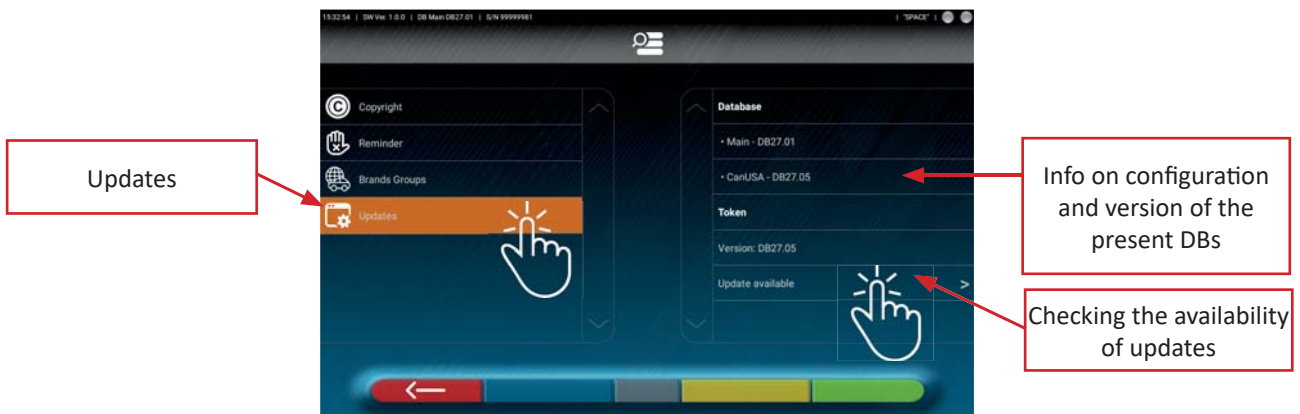 15:32:54 | SW Ver. 1.0.0 | DB Main DB27.01 | S/N 99999981
| "SPACE" |
Copyright
Reminder
Brands Groups
Updates
Database
• Main - DB27.01
• CanUSA - DB27.05
Token
Version: DB27.05
Update available >
Updates
Info on configuration
and version of the
present DBs
Checking the availability
of updates